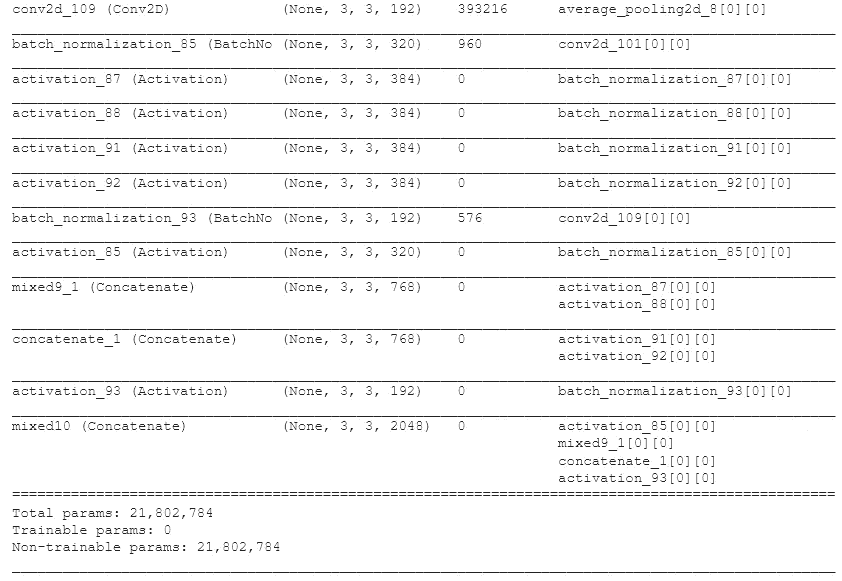 conv2d_109 (Conv2D) (None, 3, 3, 192) 393216 average_pooling2d_8[0][0]
batch_normalization_85 (BatchNo (None, 3, 3, 320) 960 conv2d_101[0][0]
activation_87 (Activation) (None, 3, 3, 384) 0 batch_normalization_87[0][0]
activation_88 (Activation) (None, 3, 3, 384) 0 batch_normalization_88[0][0]
activation_91 (Activation) (None, 3, 3, 384) 0 batch_normalization_91[0][0]
activation_92 (Activation) (None, 3, 3, 384) 0 batch_normalization_92[0][0]
batch_normalization_93 (BatchNo (None, 3, 3, 192) 576 conv2d_109[0][0]
activation_85 (Activation) (None, 3, 3, 320) 0 batch_normalization_85[0][0]
mixed9_1 (Concatenate) (None, 3, 3, 768) 0 activation_87[0][0]
activation_88[0][0]
concatenate_1 (Concatenate) (None, 3, 3, 768) 0 activation_91[0][0]
activation_92[0][0]
activation_93 (Activation) (None, 3, 3, 192) 0 batch_normalization_93[0][0]
mixed10 (Concatenate) (None, 3, 3, 2048) 0 activation_85[0][0]
mixed9_1[0][0]
concatenate_1[0][0]
activation_93[0][0]
Total params: 21,802,784
Trainable params: 0
Non-trainable params: 21,802,784